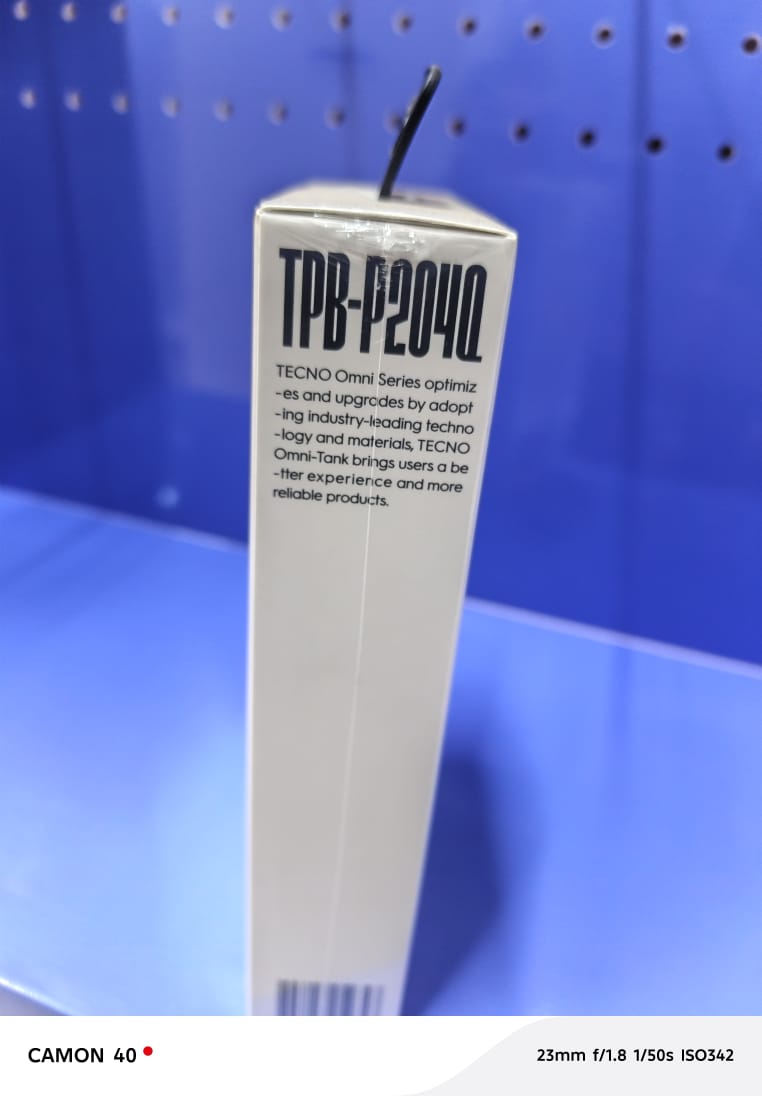 TPB-P204Q
TECNO Omni Series optimiz
-es and upgrades by adopt
-ing industry-leading techno
-logy and materials, TECNO
Omni-Tank brings users a be
-tter experience and more
reliable products.
CAMON 40
23mm f/1.8 1/50s ISO342